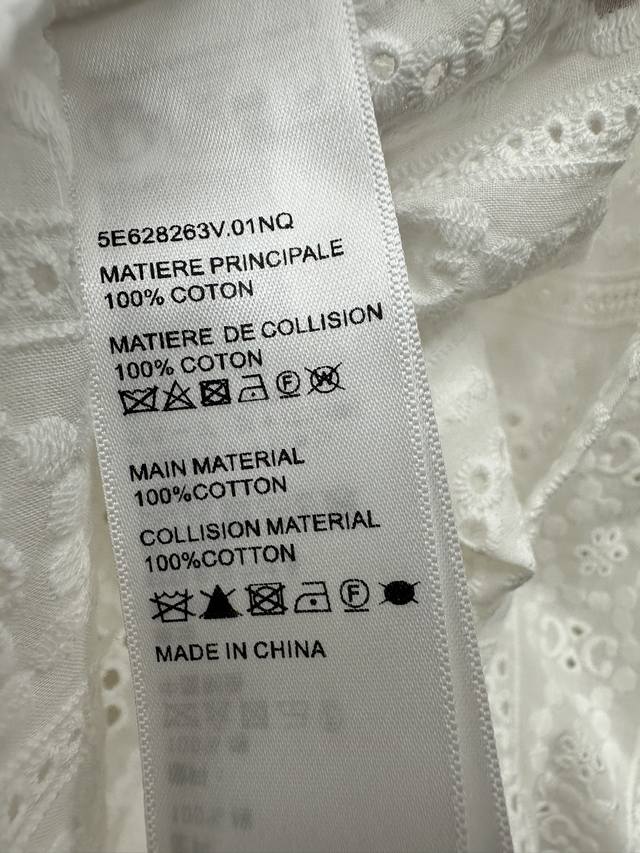 5E628263V.01NQ
MATIERE PRINCIPALE
100% COTON
MATIERE DE COLLISION
100% COTON
F W
MAIN MATERIAL
100%COTTON
COLLISION MATERIAL
100%COTTON
F
MADE IN CHINA